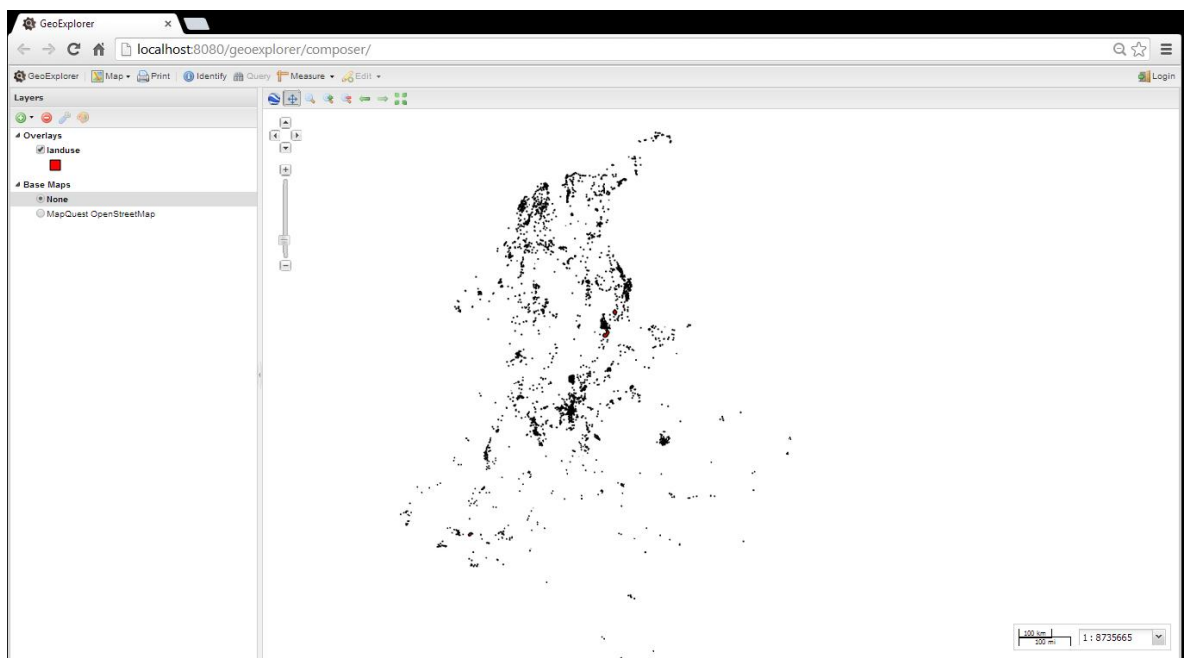 GeoExplorer
localhost:8080/geoexplorer/composer/
GeoExplorer Map Print Identify Query Measure Edit Login
Layers
Overlays
landuse
Base Maps
None
MapQuest OpenStreetMap
100 km
100 mi
1 : 8735665